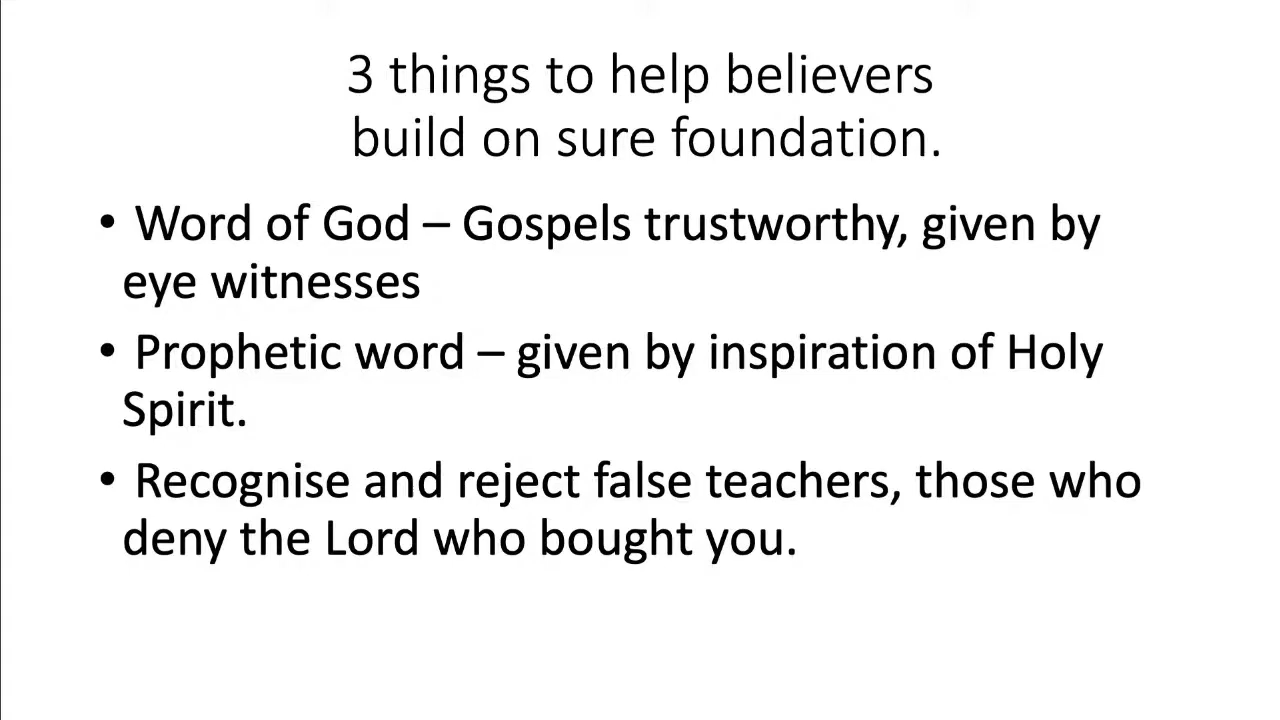 3 things to help believers
build on sure foundation.
• Word of God – Gospels trustworthy, given by
eye witnesses
• Prophetic word – given by inspiration of Holy
Spirit.
• Recognise and reject false teachers, those who
deny the Lord who bought you.